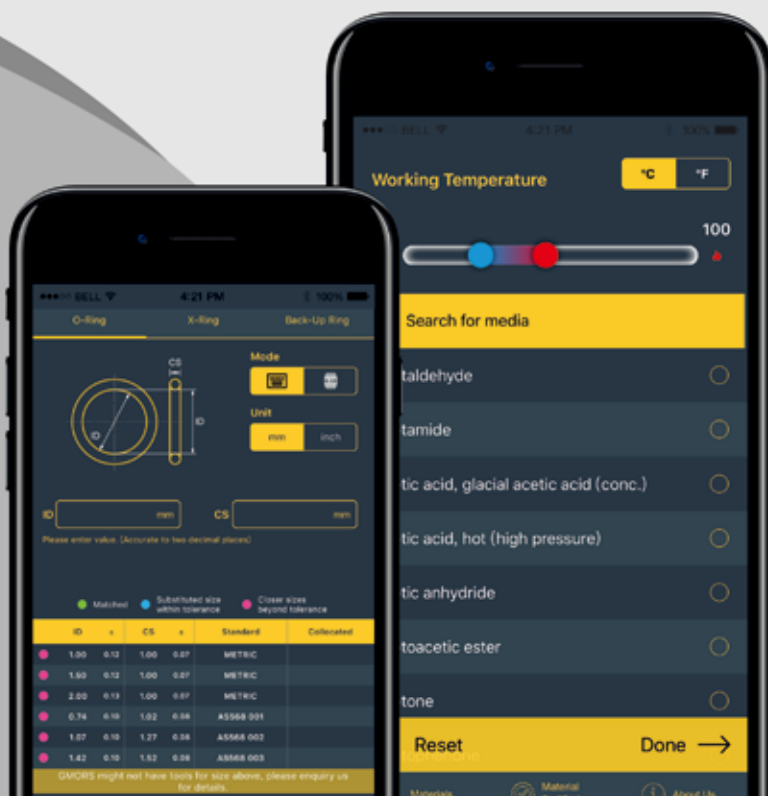 BELL 4:21 PM 100%
O-Ring X-Ring Back-Up Ring
CS
Mode
ID
ID
Unit
mm inch
ID mm CS mm
Please enter value. (Accurate to two decimal places)
Matched Substituted size within tolerance Closer sizes beyond tolerance
ID ± CS ± Standard Collocated
1.00 0.12 1.00 0.07 METRIC
1.50 0.12 1.00 0.07 METRIC
2.00 0.13 1.00 0.07 METRIC
0.74 0.10 1.02 0.08 AS568 001
1.07 0.10 1.27 0.08 AS568 002
1.42 0.10 1.52 0.08 AS568 003
GMORS might not have tools for size above, please enquiry us
for details.
BELL 4:21 PM 100%
Working Temperature °C °F
100
Search for media
taldehyde
tamide
tic acid, glacial acetic acid (conc.)
tic acid, hot (high pressure)
tic anhydride
toacetic ester
tone
Reset Done
Materials Material About Us